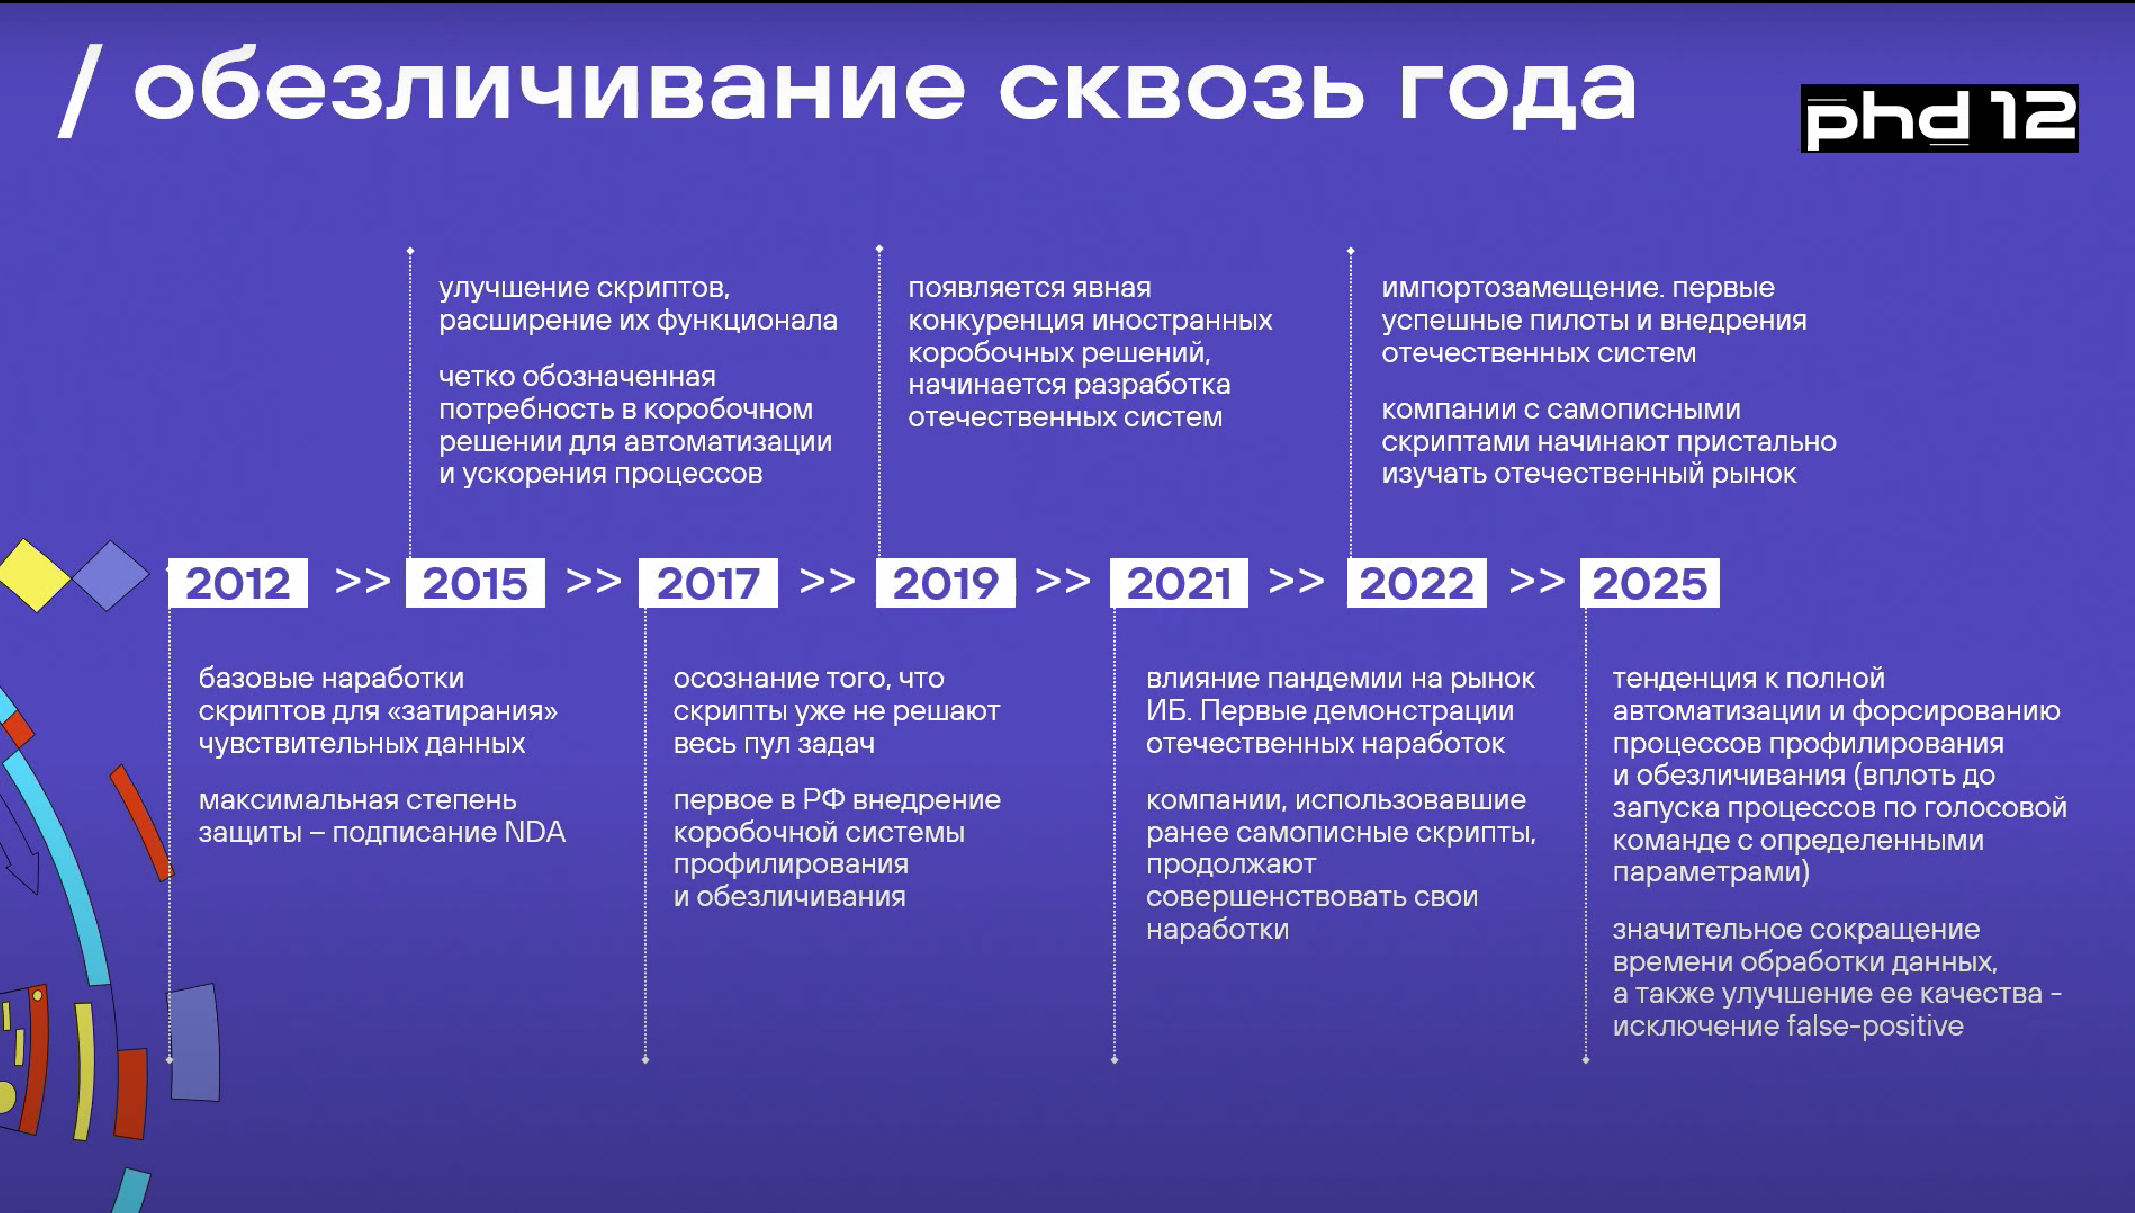 / обезличивание сквозь года
phd 12
улучшение скриптов,
расширение их функционала
четко обозначенная
потребность в коробочном
решении для автоматизации
и ускорения процессов
появляется явная
конкуренция иностранных
коробочных решений,
начинается разработка
отечественных систем
импортозамещение. первые
успешные пилоты и внедрения
отечественных систем
компании с самописными
скриптами начинают пристально
изучать отечественный рынок
2012 >> 2015 >> 2017 >> 2019 >> 2021 >> 2022 >> 2025
базовые наработки
скриптов для «затирания»
чувствительных данных
максимальная степень
защиты – подписание NDA
осознание того, что
скрипты уже не решают
весь пул задач
первое в РФ внедрение
коробочной системы
профилирования
и обезличивания
влияние пандемии на рынок
ИБ. Первые демонстрации
отечественных наработок
компании, использовавшие
ранее самописные скрипты,
продолжают
совершенствовать свои
наработки
тенденция к полной
автоматизации и форсированию
процессов профилирования
и обезличивания (вплоть до
запуска процессов по голосовой
команде с определенными
параметрами)
значительное сокращение
времени обработки данных,
а также улучшение ее качества -
исключение false-positive